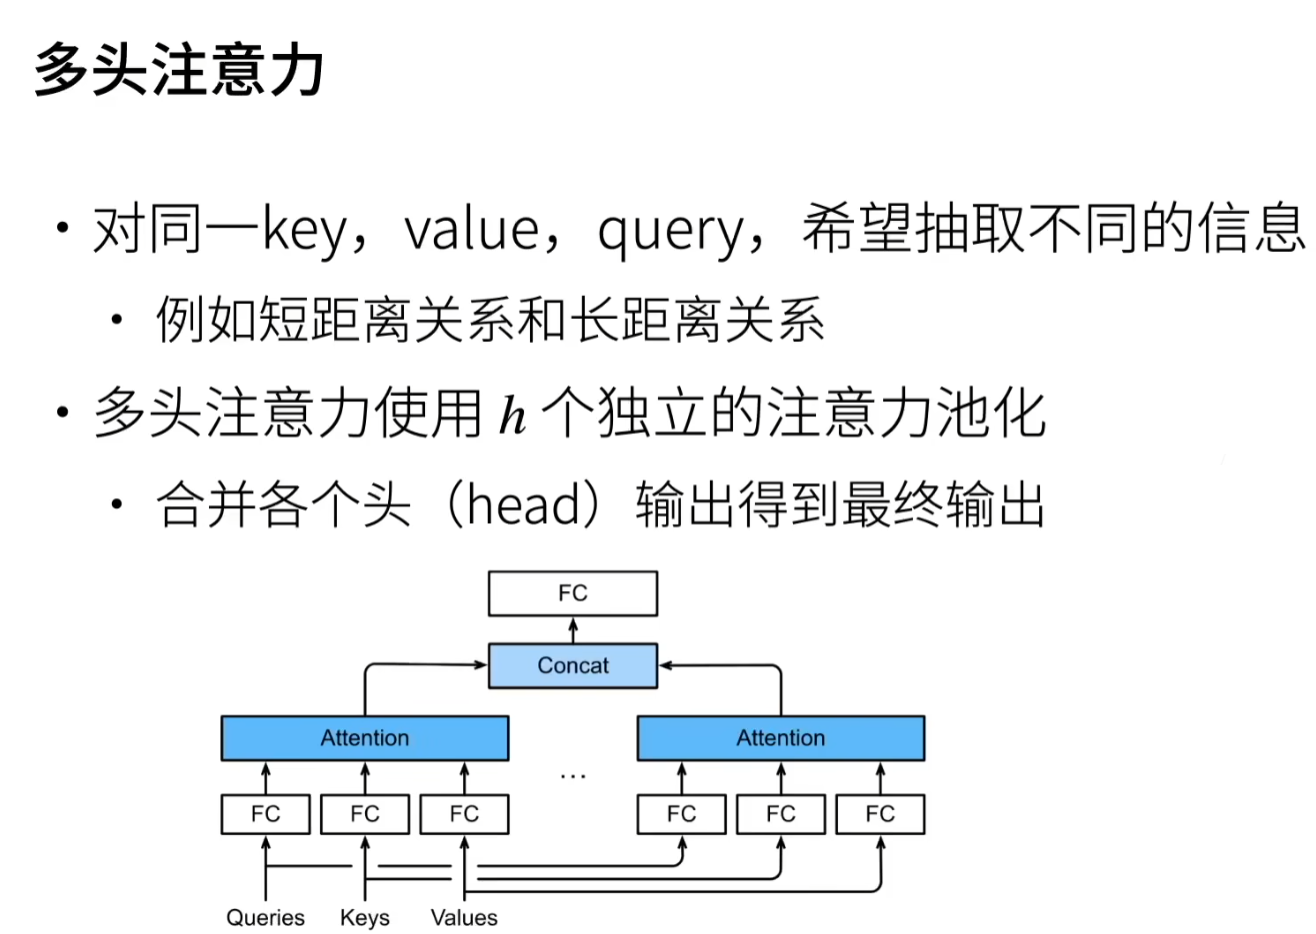 多头注意力
• 对同一key，value，query，希望抽取不同的信息
• 例如短距离关系和长距离关系
• 多头注意力使用 h 个独立的注意力池化
• 合并各个头（head）输出得到最终输出
FC
Concat
Attention ... Attention
FC FC FC FC FC FC
Queries Keys Values